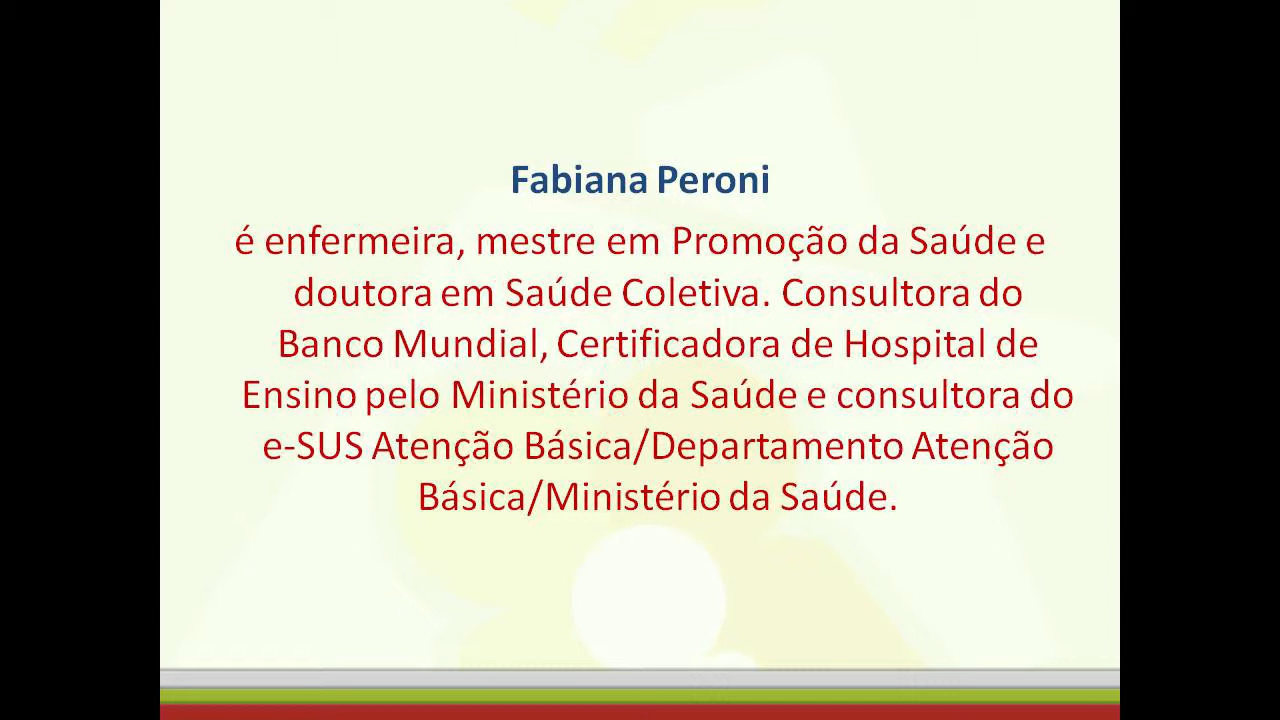 Fabiana Peroni
é enfermeira, mestre em Promoção da Saúde e
doutora em Saúde Coletiva. Consultora do
Banco Mundial, Certificadora de Hospital de
Ensino pelo Ministério da Saúde e consultora do
e-SUS Atenção Básica/Departamento Atenção
Básica/Ministério da Saúde.